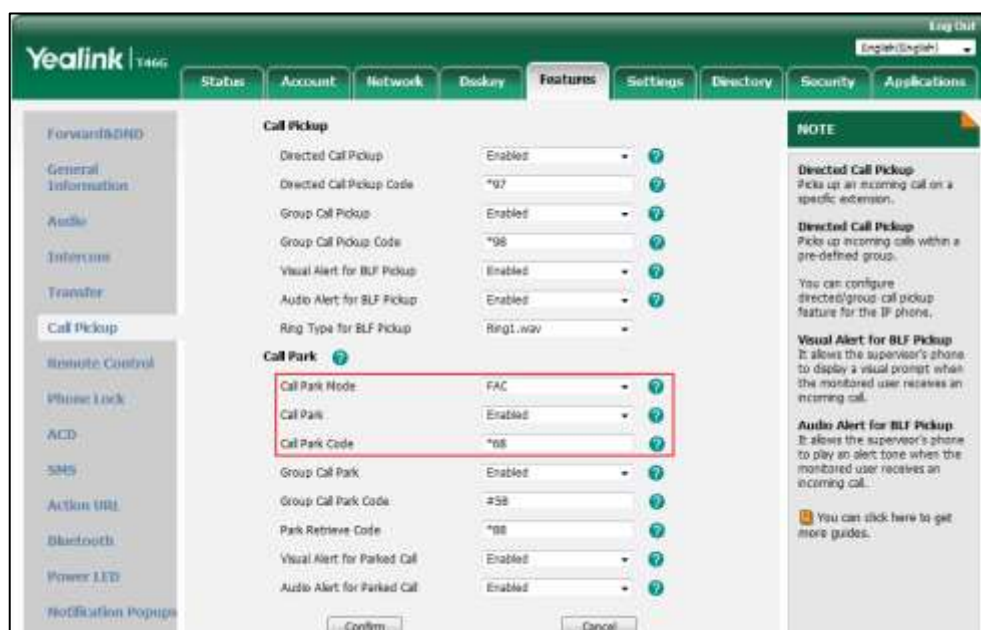 Log Out
English(English)
Yealink T46G
Status
Account
Network
Dsskey
Features
Settings
Directory
Security
Applications
Forward&DND
General
Information
Audio
Intercom
Transfer
Call Pickup
Remote Control
Phone Lock
ACD
SMS
Action URL
Bluetooth
Power LED
Notification Popups
Call Pickup
Directed Call Pickup Enabled
Directed Call Pickup Code *97
Group Call Pickup Enabled
Group Call Pickup Code *98
Visual Alert for BLF Pickup Enabled
Audio Alert for BLF Pickup Enabled
Ring Type for BLF Pickup Ring1.wav
Call Park
Call Park Mode FAC
Call Park Enabled
Call Park Code *68
Group Call Park Enabled
Group Call Park Code #58
Park Retrieve Code *88
Visual Alert for Parked Call Enabled
Audio Alert for Parked Call Enabled
Confirm
Cancel
NOTE
Directed Call Pickup
Picks up an incoming call on a
specific extension.
Directed Call Pickup
Picks up incoming calls within a
pre-defined group.
You can configure
directed/group call pickup
feature for the IP phone.
Visual Alert for BLF Pickup
It allows the supervisor's phone
to display a visual prompt when
the monitored user receives an
incoming call.
Audio Alert for BLF Pickup
It allows the supervisor's phone
to play an alert tone when the
monitored user receives an
incoming call.
You can click here to get
more guides.